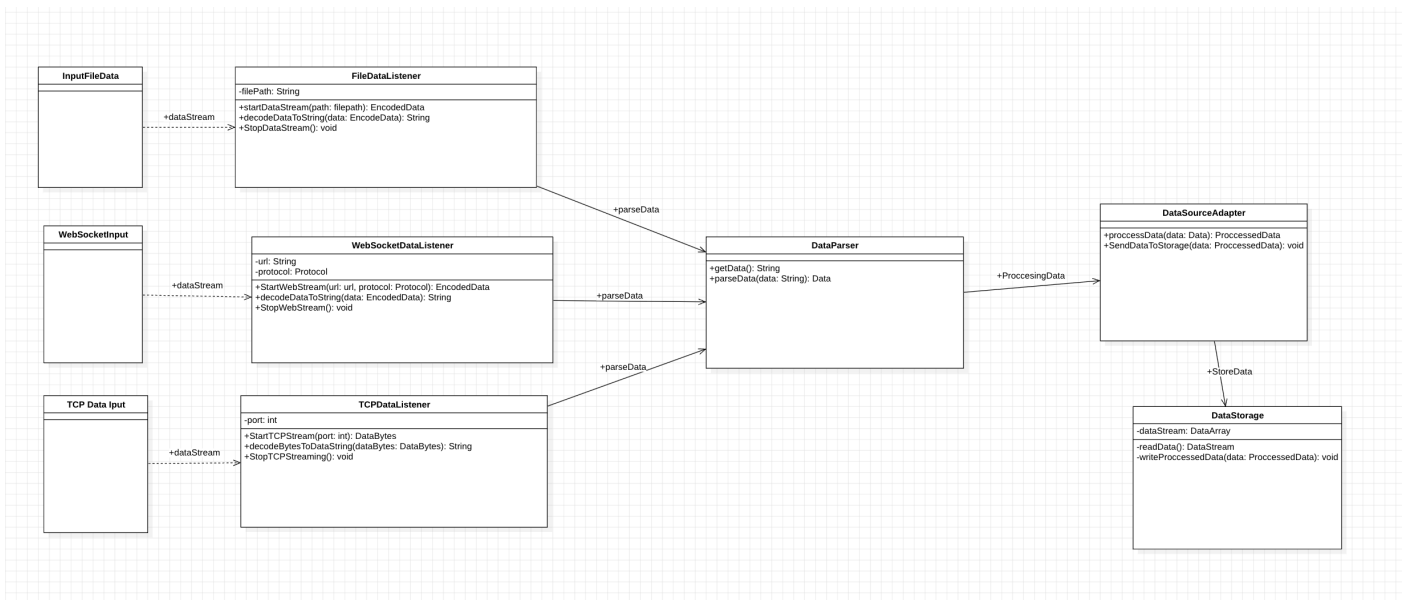 InputFileData
+dataStream
FileDataListener
-filePath: String
+startDataStream(path: filepath): EncodedData
+decodeDataToString(data: EncodeData): String
+StopDataStream(): void
+parseData
WebSocketInput
+dataStream
WebSocketDataListener
-url: String
-protocol: Protocol
+StartWebStream(url: url, protocol: Protocol): EncodedData
+decodeDataToString(data: EncodedData): String
+StopWebStream(): void
+parseData
TCP Data Iput
+dataStream
TCPDataListener
-port: int
+StartTCPStream(port: int): DataBytes
+decodeBytesToDataString(dataBytes: DataBytes): String
+StopTCPStreaming(): void
+parseData
DataParser
+getData(): String
+parseData(data: String): Data
+ProccesingData
DataSourceAdapter
+proccessData(data: Data): ProccessedData
+SendDataToStorage(data: ProccessedData): void
+StoreData
DataStorage
-dataStream: DataArray
-readData(): DataStream
-writeProccessedData(data: ProccessedData): void